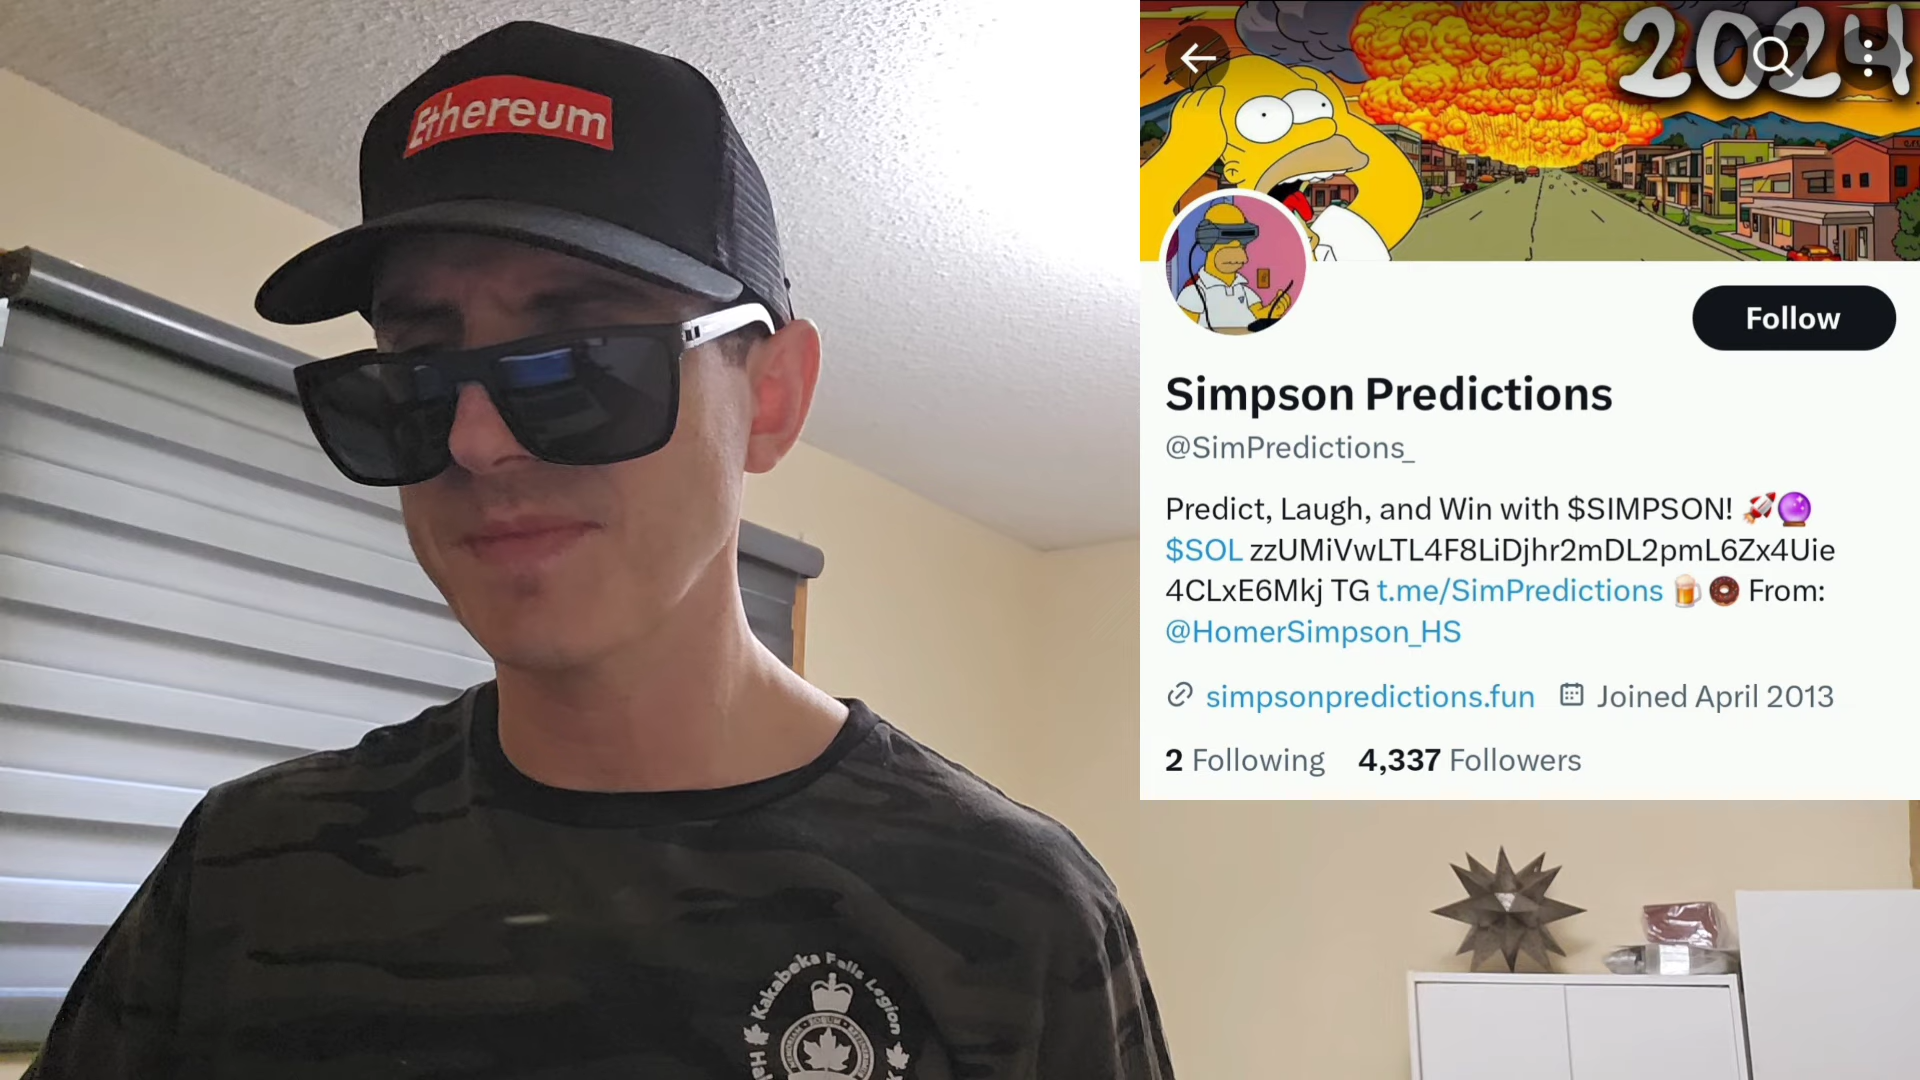 Ethereum
Kakabeka Falls Legion
2024
Follow
Simpson Predictions
@SimPredictions_
Predict, Laugh, and Win with $SIMPSON! 🚀🔮
$SOL zzUMiVwLTL4F8LiDjhr2mDL2pmL6Zx4Uie
4CLxE6Mkj TG t.me/SimPredictions 🍺🍩 From:
@HomerSimpson_HS
simpsonpredictions.fun Joined April 2013
2 Following 4,337 Followers